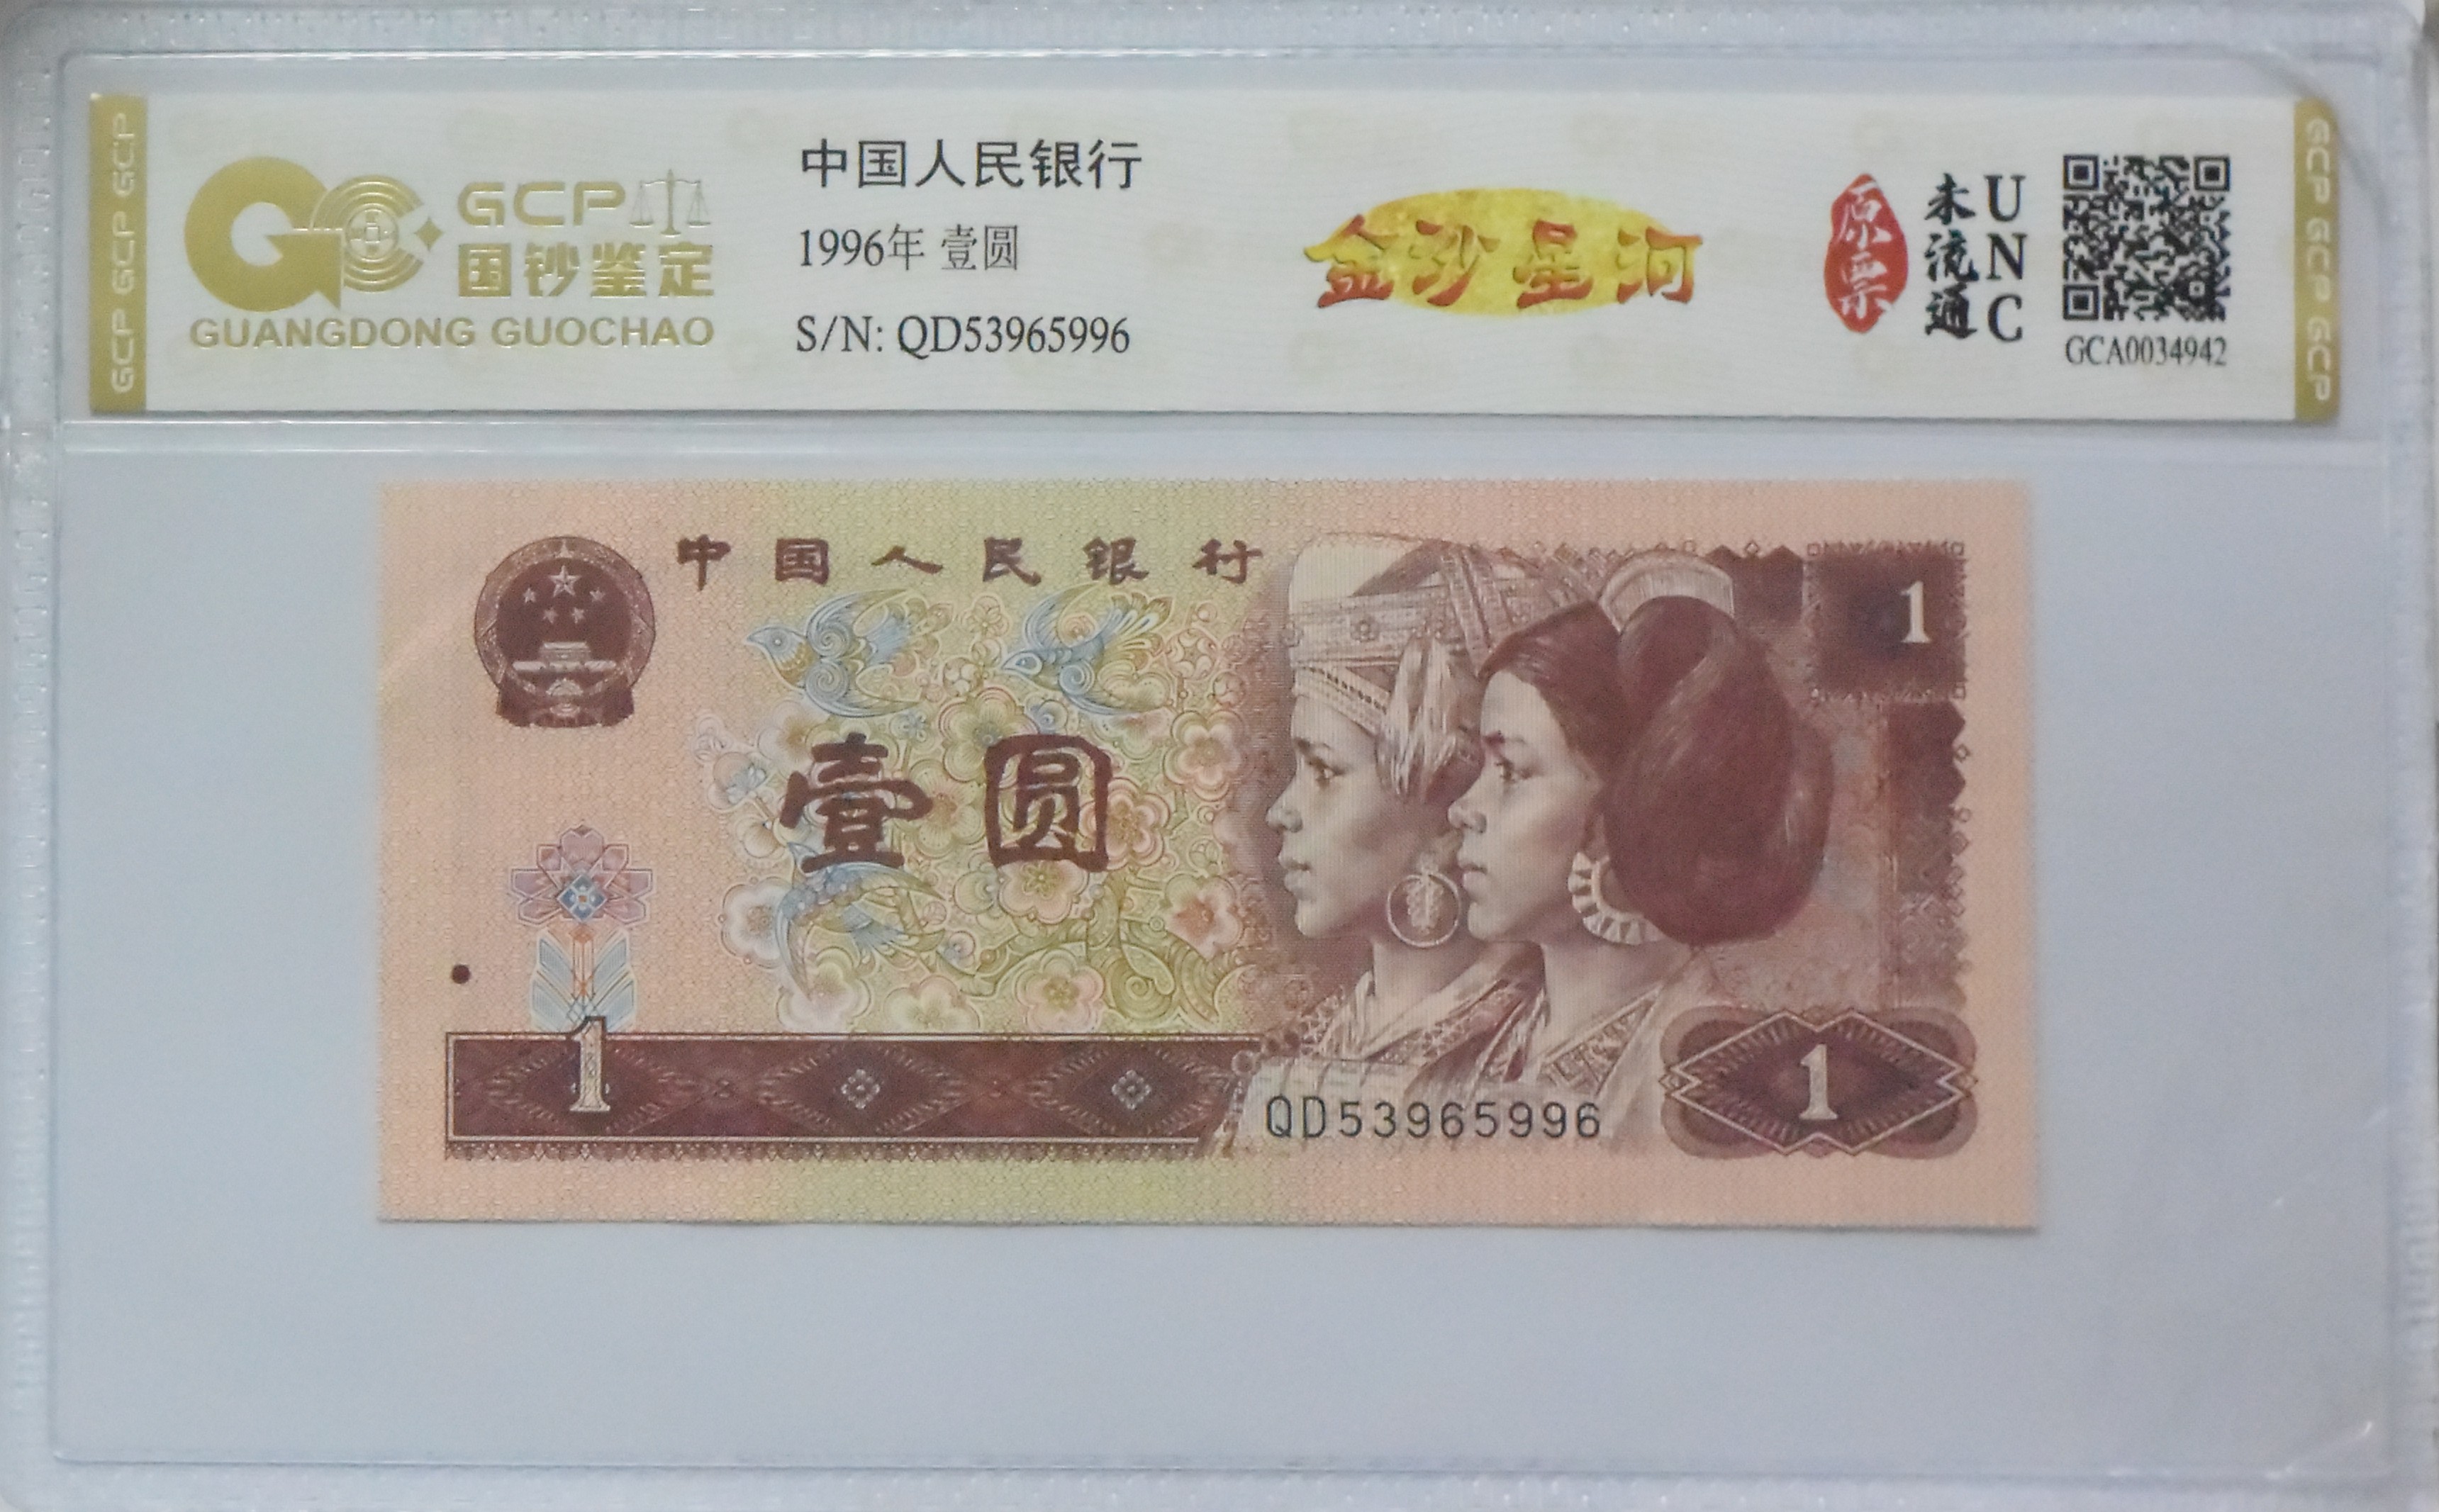 GCP GCP GCP
GCP
国钞鉴定
GUANGDONG GUOCHAO
中国人民银行
1996年 壹圆
S/N: QD53965996
金沙星河
原票
未流通
UNC
GCA0034942
GCP GCP GCP
中国人民银行
1
壹圆
1
QD53965996
1